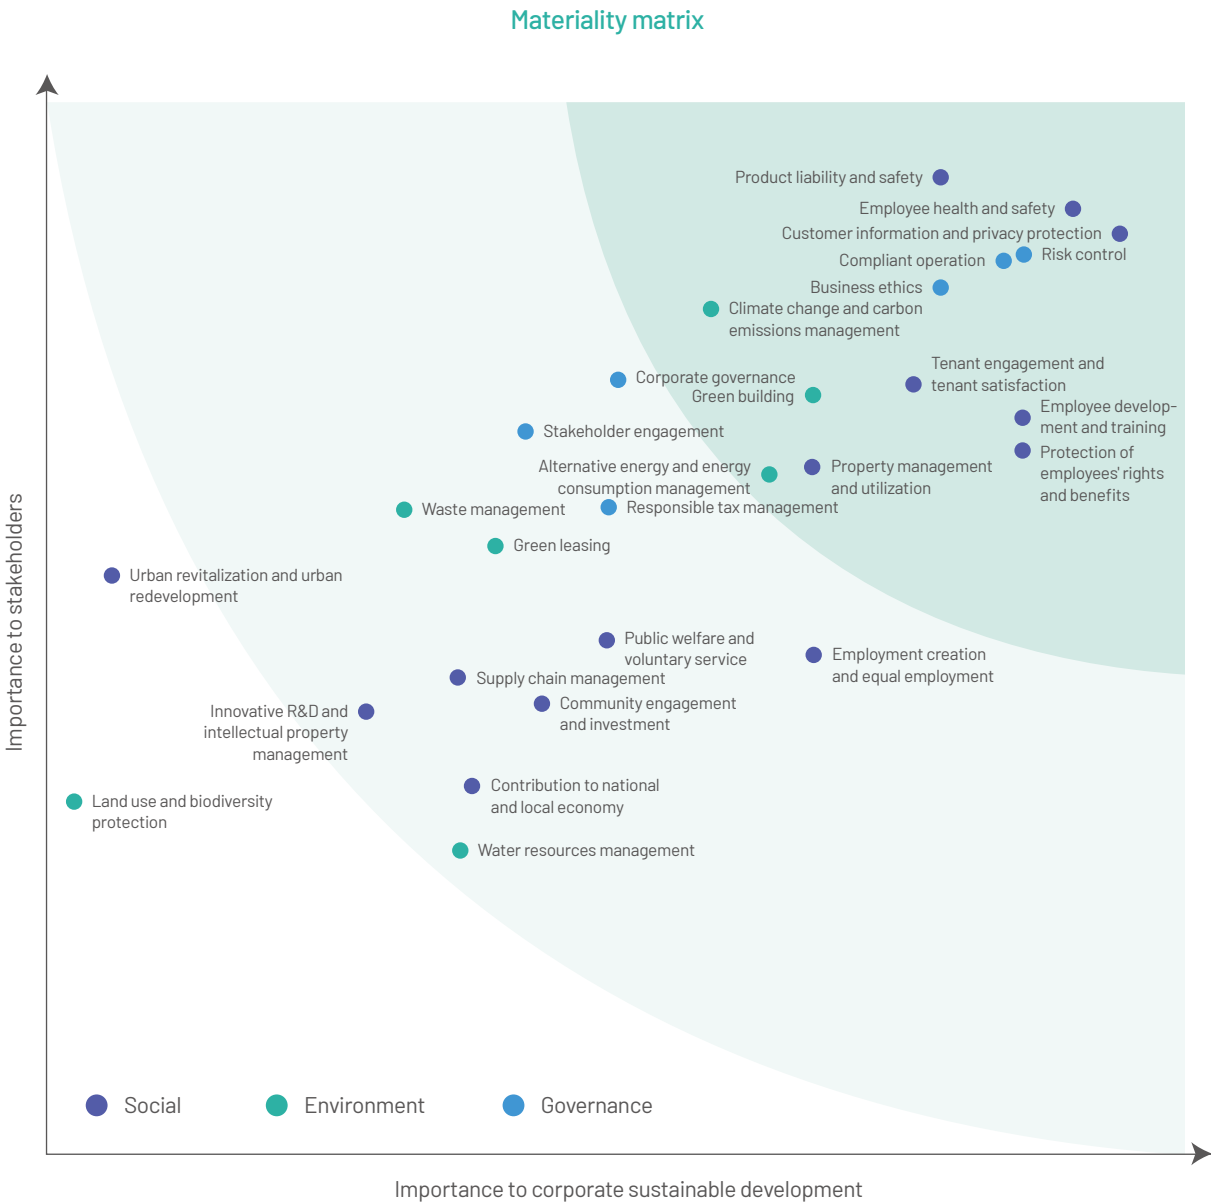 Materiality matrix
Product liability and safety
Employee health and safety
Customer information and privacy protection
Risk control
Compliant operation
Business ethics
Climate change and carbon
emissions management
Tenant engagement and
tenant satisfaction
Corporate governance
Green building
Employee develop-
ment and training
Stakeholder engagement
Protection of
employees' rights
and benefits
Alternative energy and energy
consumption management
Property management
and utilization
Waste management
Responsible tax management
Green leasing
Urban revitalization and urban
redevelopment
Public welfare and
voluntary service
Employment creation
and equal employment
Supply chain management
Community engagement
and investment
Innovative R&D and
intellectual property
management
Contribution to national
and local economy
Land use and biodiversity
protection
Water resources management
Importance to stakeholders
Social
Environment
Governance
Importance to corporate sustainable development